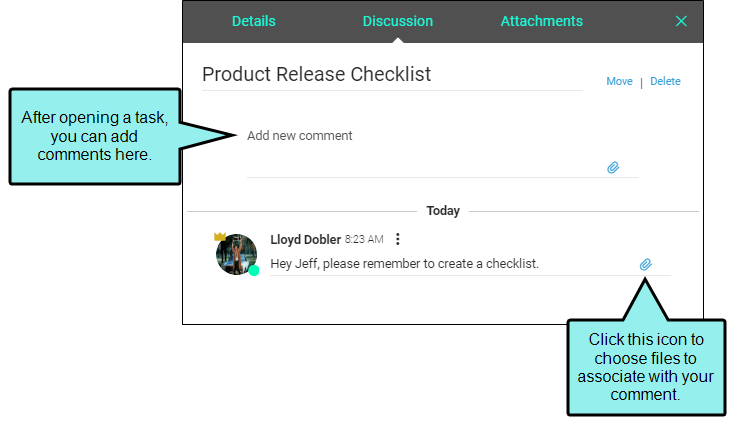 Details Discussion Attachments
Product Release Checklist
Move | Delete
After opening a task,
you can add
comments here.
Add new comment
Today
Lloyd Dobler 8:23 AM
Hey Jeff, please remember to create a checklist.
Click this icon to
choose files to
associate with your
comment.